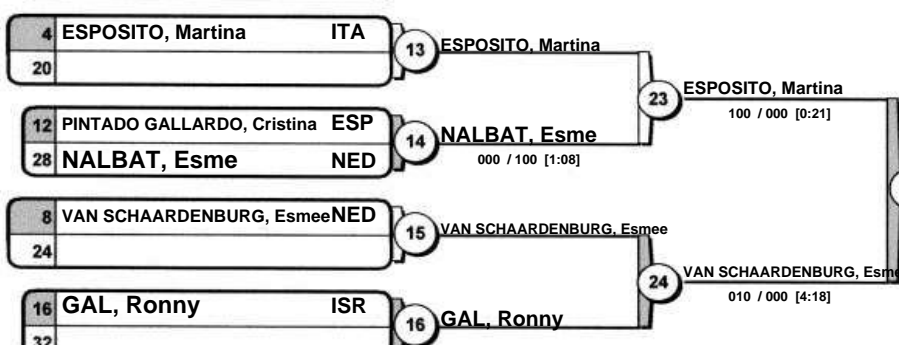 4 ESPOSITO, Martina ITA
20
13 ESPOSITO, Martina
12 PINTADO GALLARDO, Cristina ESP
28 NALBAT, Esme NED
14 NALBAT, Esme
000 / 100 [1:08]
23 ESPOSITO, Martina
100 / 000 [0:21]
8 VAN SCHAARDENBURG, Esmee NED
24
15 VAN SCHAARDENBURG, Esmee
16 GAL, Ronny ISR
32
16 GAL, Ronny
24 VAN SCHAARDENBURG, Esme
010 / 000 [4:18]